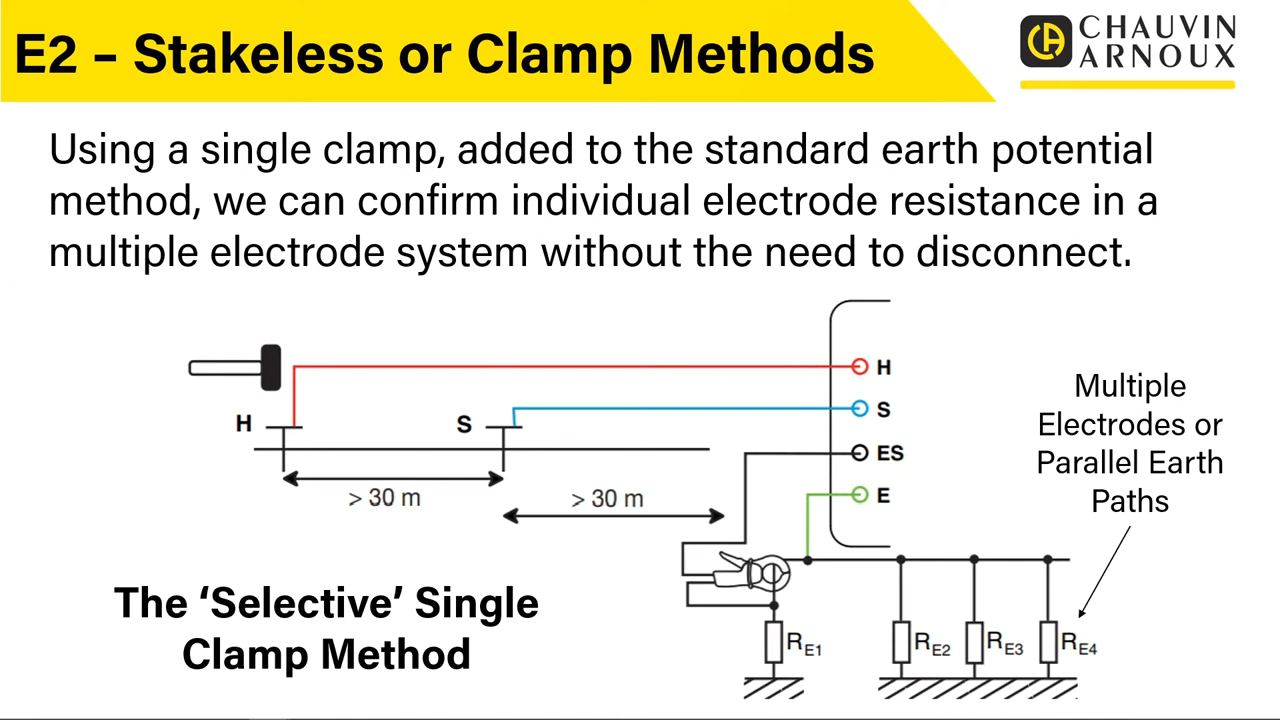 E2 – Stakeless or Clamp Methods
CHAUVIN
ARNOUX
Using a single clamp, added to the standard earth potential
method, we can confirm individual electrode resistance in a
multiple electrode system without the need to disconnect.
H
S
ES
E
H
S
> 30 m
> 30 m
Multiple
Electrodes or
Parallel Earth
Paths
The ‘Selective’ Single
Clamp Method
RE1
RE2
RE3
RE4